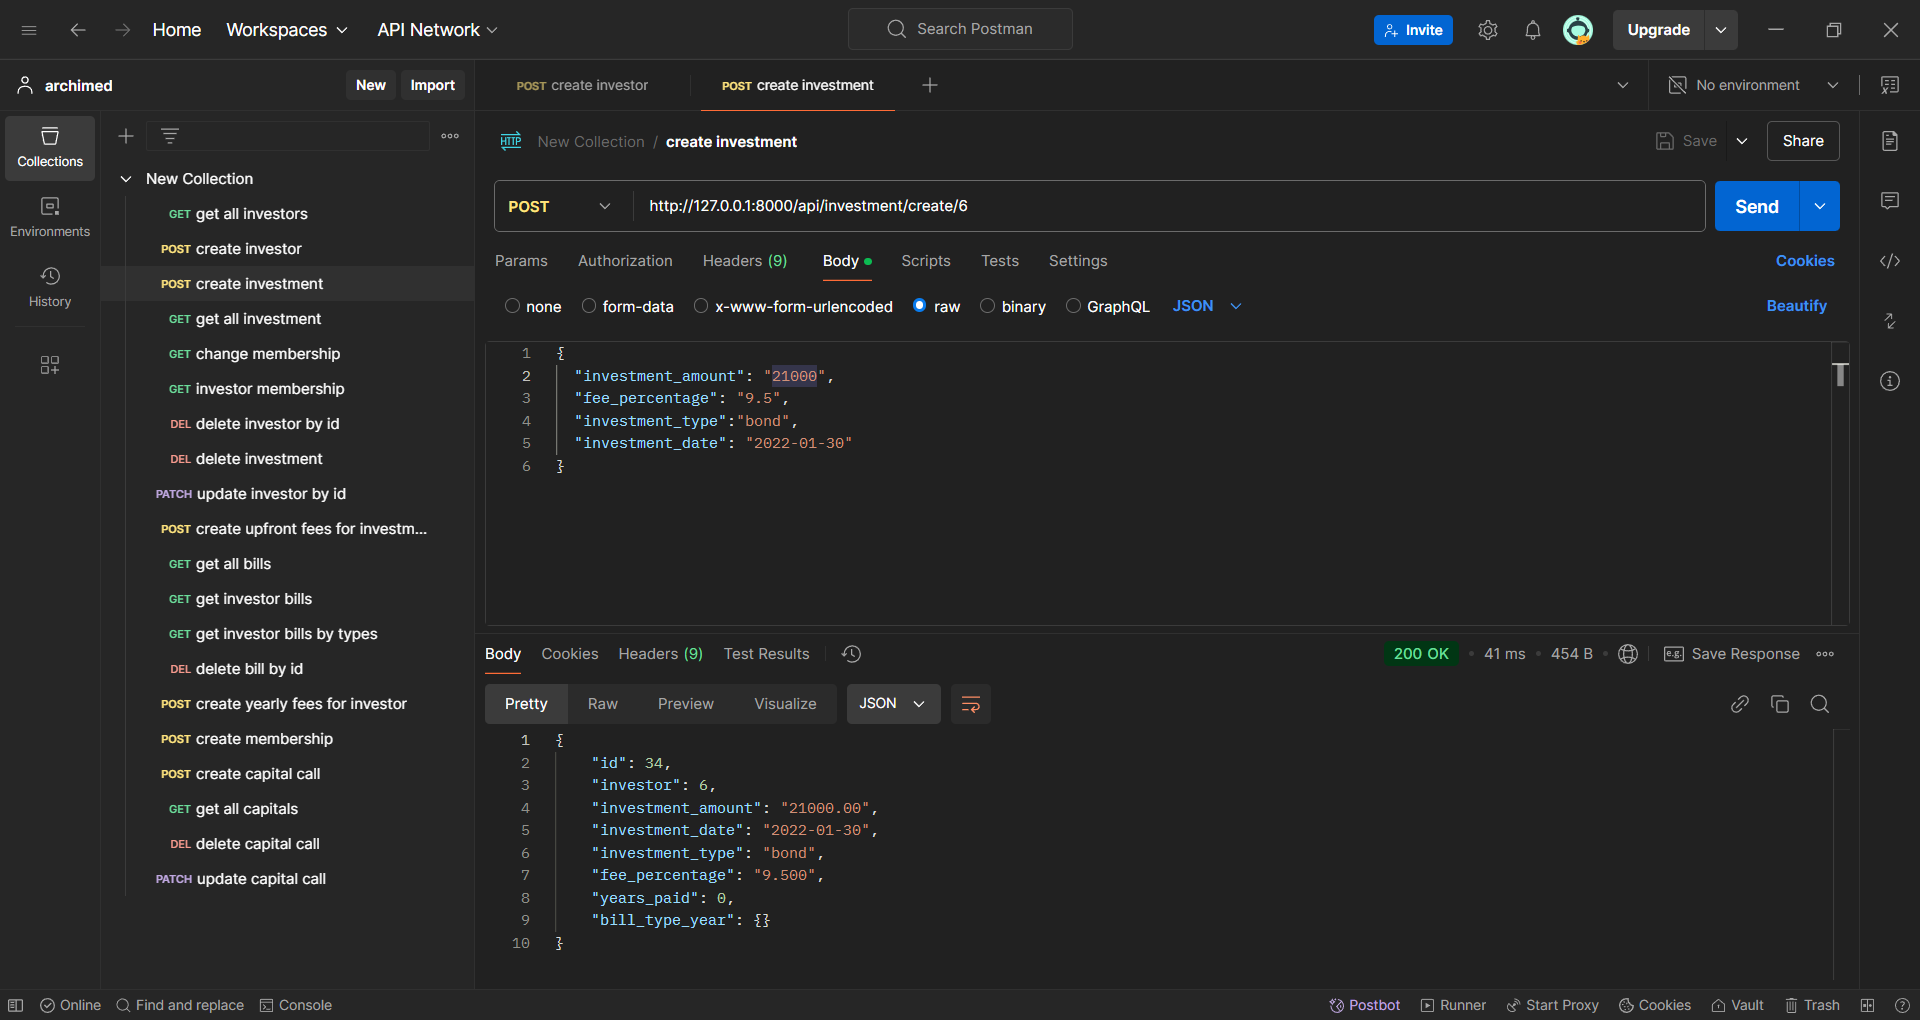 Home Workspaces API Network Search Postman Invite Upgrade
archimed New Import POST create investor POST create investment No environment
Collections
Environments
History
New Collection
GET get all investors
POST create investor
POST create investment
GET get all investment
GET change membership
GET investor membership
DEL delete investor by id
DEL delete investment
PATCH update investor by id
POST create upfront fees for investm...
GET get all bills
GET get investor bills
GET get investor bills by types
DEL delete bill by id
POST create yearly fees for investor
POST create membership
POST create capital call
GET get all capitals
DEL delete capital call
PATCH update capital call
HTTP New Collection / create investment Save Share
POST http://127.0.0.1:8000/api/investment/create/6 Send
Params Authorization Headers (9) Body Scripts Tests Settings Cookies
none form-data x-www-form-urlencoded raw binary GraphQL JSON Beautify
1 {
2 "investment_amount": "21000",
3 "fee_percentage": "9.5",
4 "investment_type":"bond",
5 "investment_date": "2022-01-30"
6 }
Body Cookies Headers (9) Test Results 200 OK 41 ms 454 B e.g. Save Response
Pretty Raw Preview Visualize JSON
1 {
2 "id": 34,
3 "investor": 6,
4 "investment_amount": "21000.00",
5 "investment_date": "2022-01-30",
6 "investment_type": "bond",
7 "fee_percentage": "9.500",
8 "years_paid": 0,
9 "bill_type_year": {}
10 }
Online Find and replace Console Postbot Runner Start Proxy Cookies Vault Trash